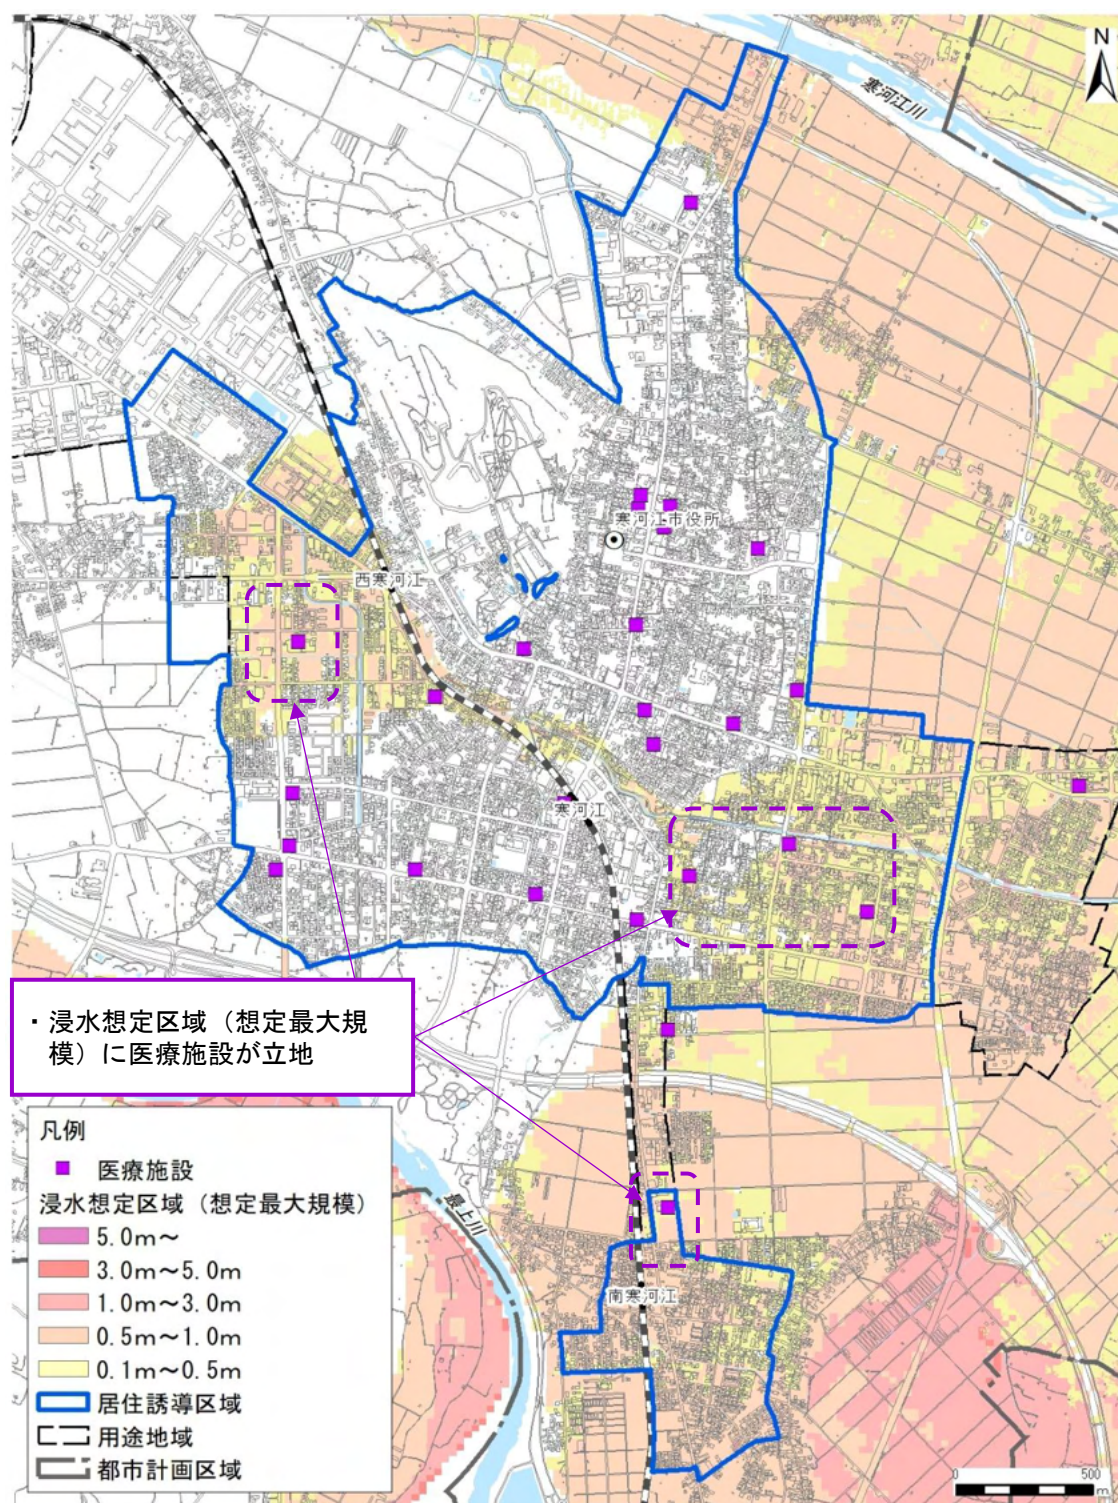 N
寒河江川
寒河江市役所
西寒河江
寒河江
・浸水想定区域（想定最大規
模）に医療施設が立地
最上川
南寒河江
凡例
医療施設
浸水想定区域（想定最大規模）
5.0m～
3.0m～5.0m
1.0m～3.0m
0.5m～1.0m
0.1m～0.5m
居住誘導区域
用途地域
都市計画区域
0 500
m